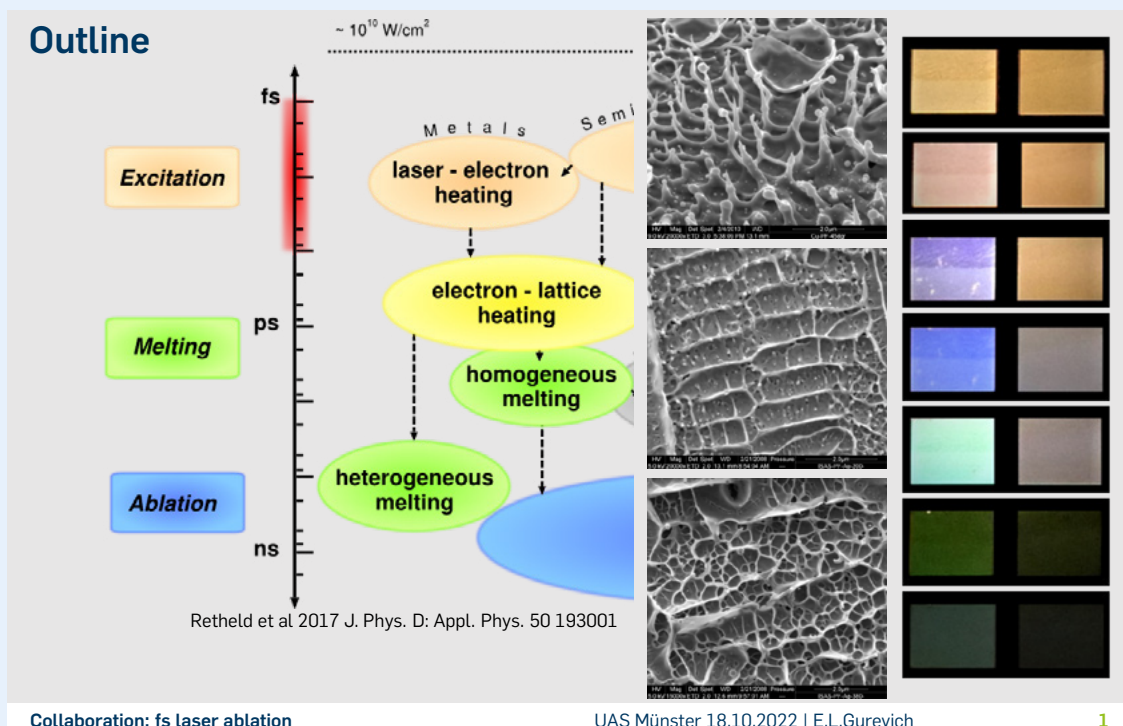 Outline
~ 10¹⁰ W/cm²
fs
ps
ns
Excitation
Melting
Ablation
Metals
Semi
laser - electron
heating
electron - lattice
heating
homogeneous
melting
heterogeneous
melting
Retheld et al 2017 J. Phys. D: Appl. Phys. 50 193001
Collaboration: fs laser ablation
UAS Münster 18.10.2022 | E.L.Gurevich
1